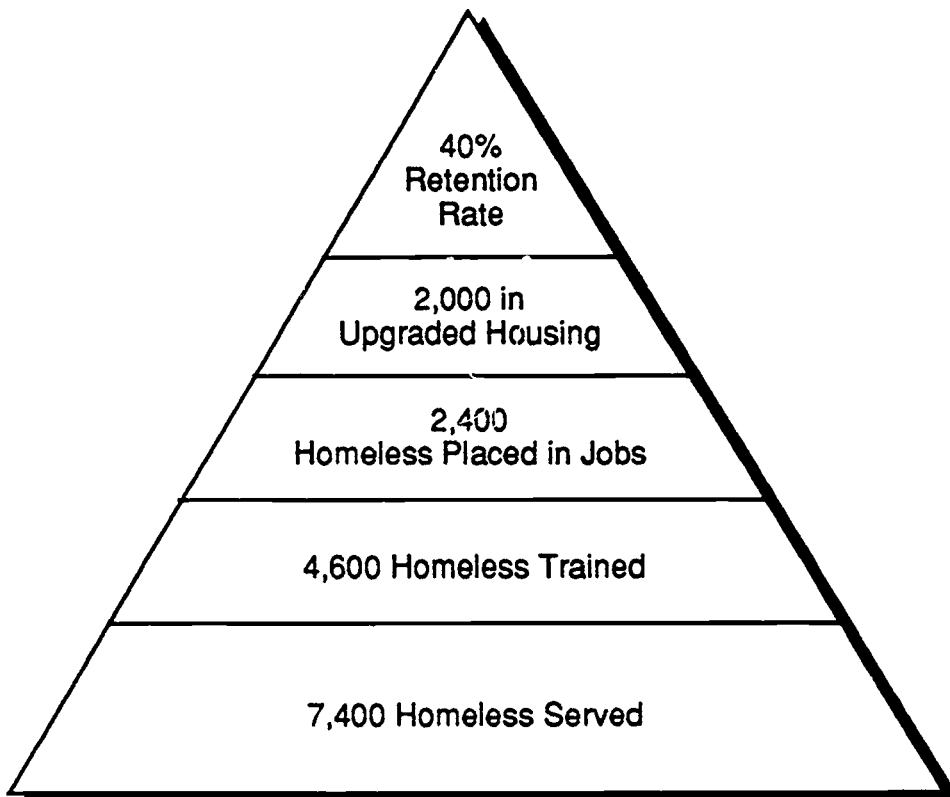 40%
Retention
Rate
2,000 in
Upgraded Housing
2,400
Homeless Placed in Jobs
4,600 Homeless Trained
7,400 Homeless Served